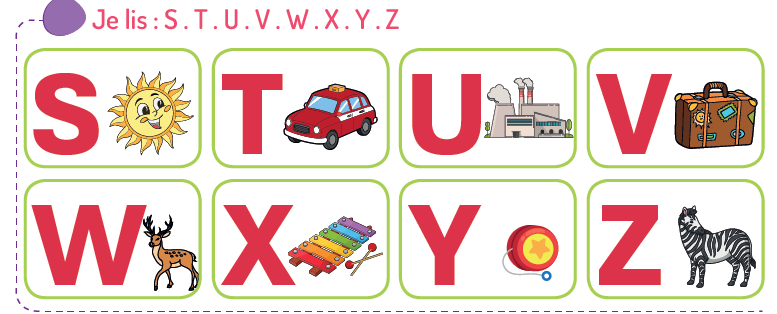 Je lis : S . T . U . V . W . X . Y . Z
S T U V
W X Y Z